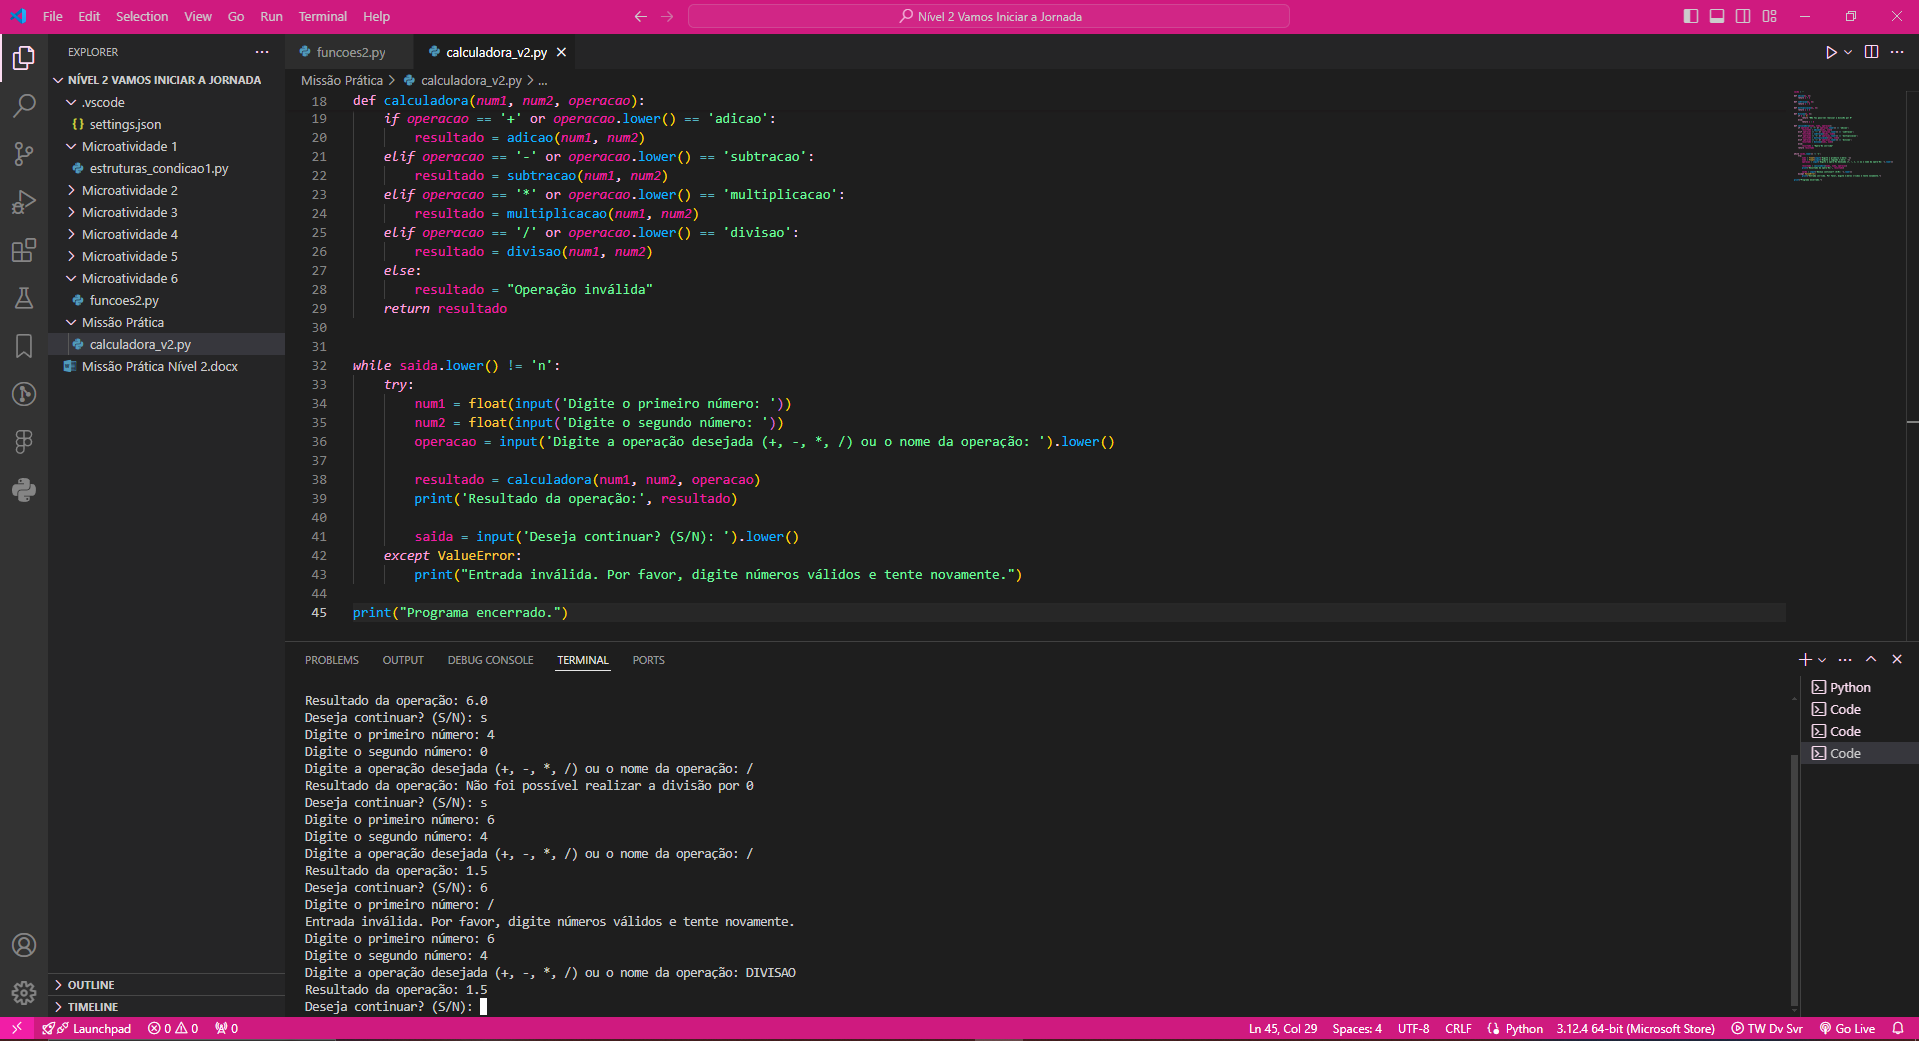 File Edit Selection View Go Run Terminal Help
Nível 2 Vamos Iniciar a Jornada
EXPLORER
NÍVEL 2 VAMOS INICIAR A JORNADA
.vscode
settings.json
Microatividade 1
estruturas_condicao1.py
Microatividade 2
Microatividade 3
Microatividade 4
Microatividade 5
Microatividade 6
funcoes2.py
Missão Prática
calculadora_v2.py
Missão Prática Nível 2.docx
OUTLINE
TIMELINE
funcoes2.py calculadora_v2.py
Missão Prática > calculadora_v2.py > ...
18 def calculadora(num1, num2, operacao):
19 if operacao == '+' or operacao.lower() == 'adicao':
20 resultado = adicao(num1, num2)
21 elif operacao == '-' or operacao.lower() == 'subtracao':
22 resultado = subtracao(num1, num2)
23 elif operacao == '*' or operacao.lower() == 'multiplicacao':
24 resultado = multiplicacao(num1, num2)
25 elif operacao == '/' or operacao.lower() == 'divisao':
26 resultado = divisao(num1, num2)
27 else:
28 resultado = "Operação inválida"
29 return resultado
30
31
32 while saida.lower() != 'n':
33 try:
34 num1 = float(input('Digite o primeiro número: '))
35 num2 = float(input('Digite o segundo número: '))
36 operacao = input('Digite a operação desejada (+, -, *, /) ou o nome da operação: ').lower()
37
38 resultado = calculadora(num1, num2, operacao)
39 print('Resultado da operação:', resultado)
40
41 saida = input('Deseja continuar? (S/N): ').lower()
42 except ValueError:
43 print("Entrada inválida. Por favor, digite números válidos e tente novamente.")
44
45 print("Programa encerrado.")
PROBLEMS OUTPUT DEBUG CONSOLE TERMINAL PORTS
Resultado da operação: 6.0
Deseja continuar? (S/N): s
Digite o primeiro número: 4
Digite o segundo número: 0
Digite a operação desejada (+, -, *, /) ou o nome da operação: /
Resultado da operação: Não foi possível realizar a divisão por 0
Deseja continuar? (S/N): s
Digite o primeiro número: 6
Digite o segundo número: 4
Digite a operação desejada (+, -, *, /) ou o nome da operação: /
Resultado da operação: 1.5
Deseja continuar? (S/N): 6
Digite o primeiro número: /
Entrada inválida. Por favor, digite números válidos e tente novamente.
Digite o primeiro número: 6
Digite o segundo número: 4
Digite a operação desejada (+, -, *, /) ou o nome da operação: DIVISAO
Resultado da operação: 1.5
Deseja continuar? (S/N):
Python
Code
Code
Code
Launchpad 0 0 0 Ln 45, Col 29 Spaces: 4 UTF-8 CRLF Python 3.12.4 64-bit (Microsoft Store) TW Dv Svr Go Live